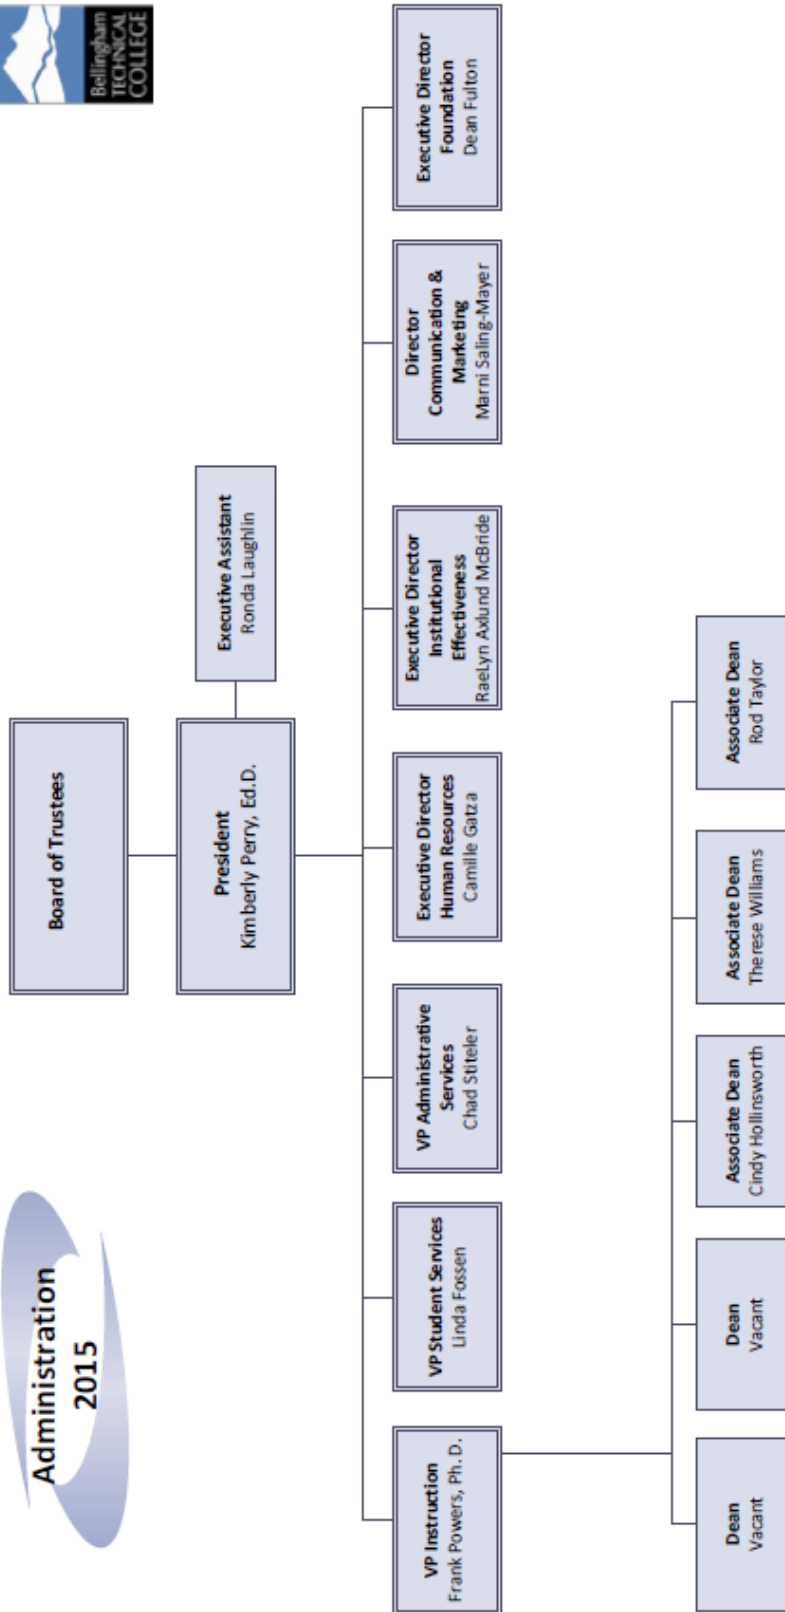 Administration
2015
Bellingham
TECHNICAL
COLLEGE
Board of Trustees
President
Kimberly Perry, Ed.D.
Executive Assistant
Ronda Laughlin
VP Instruction
Frank Powers, Ph. D.
VP Student Services
Linda Fossen
VP Administrative
Services
Chad Stiteler
Executive Director
Human Resources
Camille Gatza
Executive Director
Institutional
Effectiveness
RaeLyn Axlund McBride
Director
Communication &
Marketing
Marni Saling-Mayer
Executive Director
Foundation
Dean Fulton
Dean
Vacant
Dean
Vacant
Associate Dean
Cindy Hollinsworth
Associate Dean
Therese Williams
Associate Dean
Rod Taylor